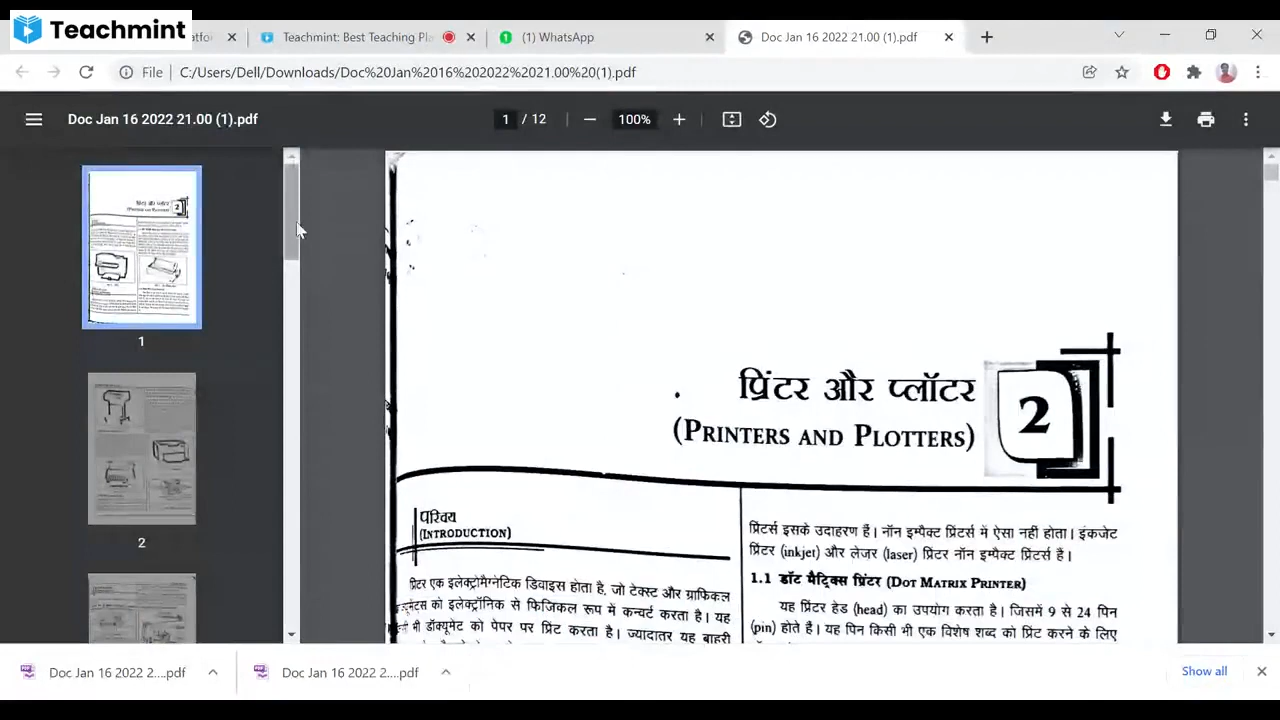 Teachmint
Teachmint: Best Teaching Pla
(1) WhatsApp
Doc Jan 16 2022 21.00 (1).pdf
File
C:/Users/Dell/Downloads/Doc%20Jan%2016%202022%2021.00%20(1).pdf
Doc Jan 16 2022 21.00 (1).pdf
1 / 12
100%
1
2
प्रिंटर और प्लॉटर
(PRINTERS AND PLOTTERS)
2
परिचय
(INTRODUCTION)
प्रिंटर एक इलेक्ट्रोमैग्नेटिक डिवाइस होता है, जो टेक्स्ट और ग्राफिकल
को इलेक्ट्रॉनिक से फिजिकल रूप में कन्वर्ट करता है। यह
भी डॉक्यूमेंट को पेपर पर प्रिंट करता है। ज्यादातर यह बाहरी
प्रिंटर्स इसके उदाहरण हैं। नॉन इम्पैक्ट प्रिंटर्स में ऐसा नहीं होता। इंकजेट
प्रिंटर (inkjet) और लेजर (laser) प्रिंटर नॉन इम्पैक्ट प्रिंटर्स है।
1.1 डॉट मैट्रिक्स प्रिंटर (DOT MATRIX PRINTER)
यह प्रिंटर हेड (head) का उपयोग करता है। जिसमें 9 से 24 पिन
(pin) होते हैं। यह पिन किसी भी एक विशेष शब्द को प्रिंट करने के लिए
Doc Jan 16 2022 2....pdf
Doc Jan 16 2022 2....pdf
Show all